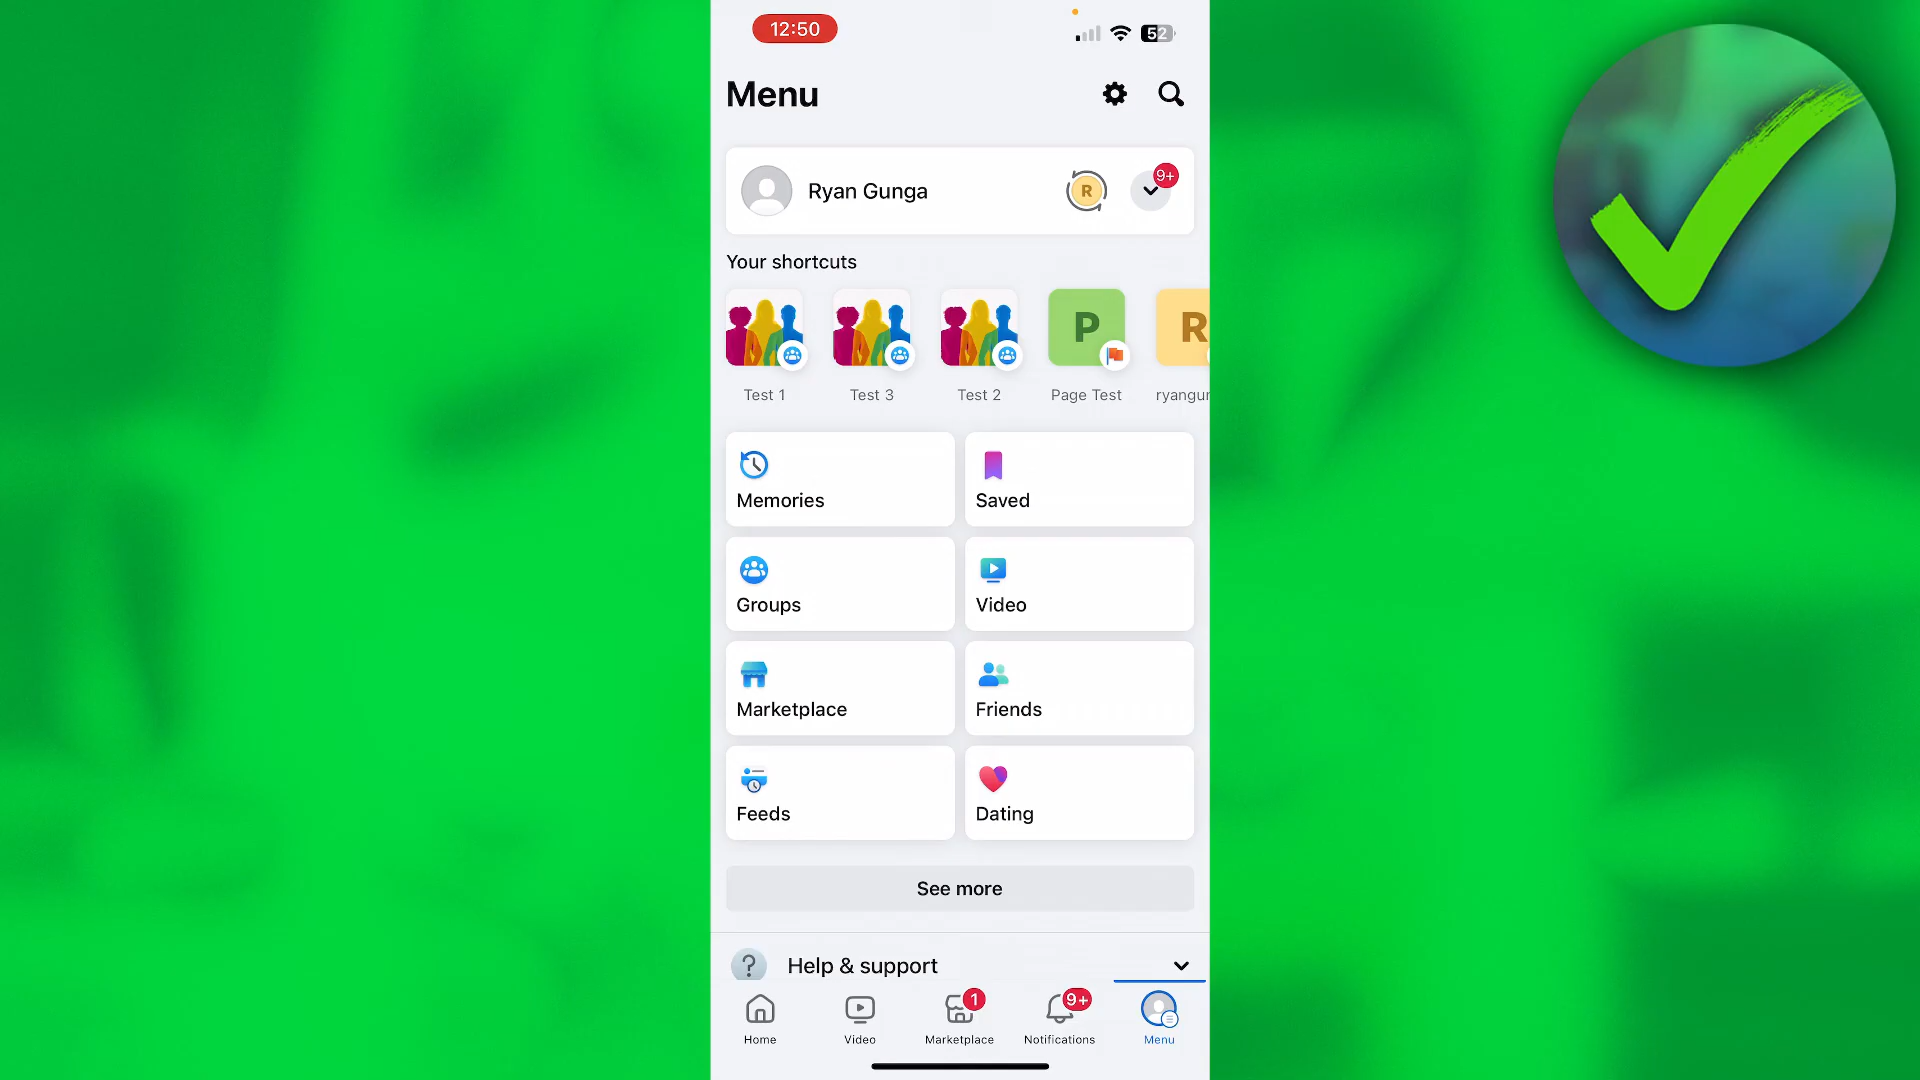 12:50
52
Menu
Ryan Gunga
R
9+
Your shortcuts
P
R
Test 1
Test 3
Test 2
Page Test
ryangun
Memories
Saved
Groups
Video
Marketplace
Friends
Feeds
Dating
See more
? Help & support
1
9+
Home
Video
Marketplace
Notifications
Menu